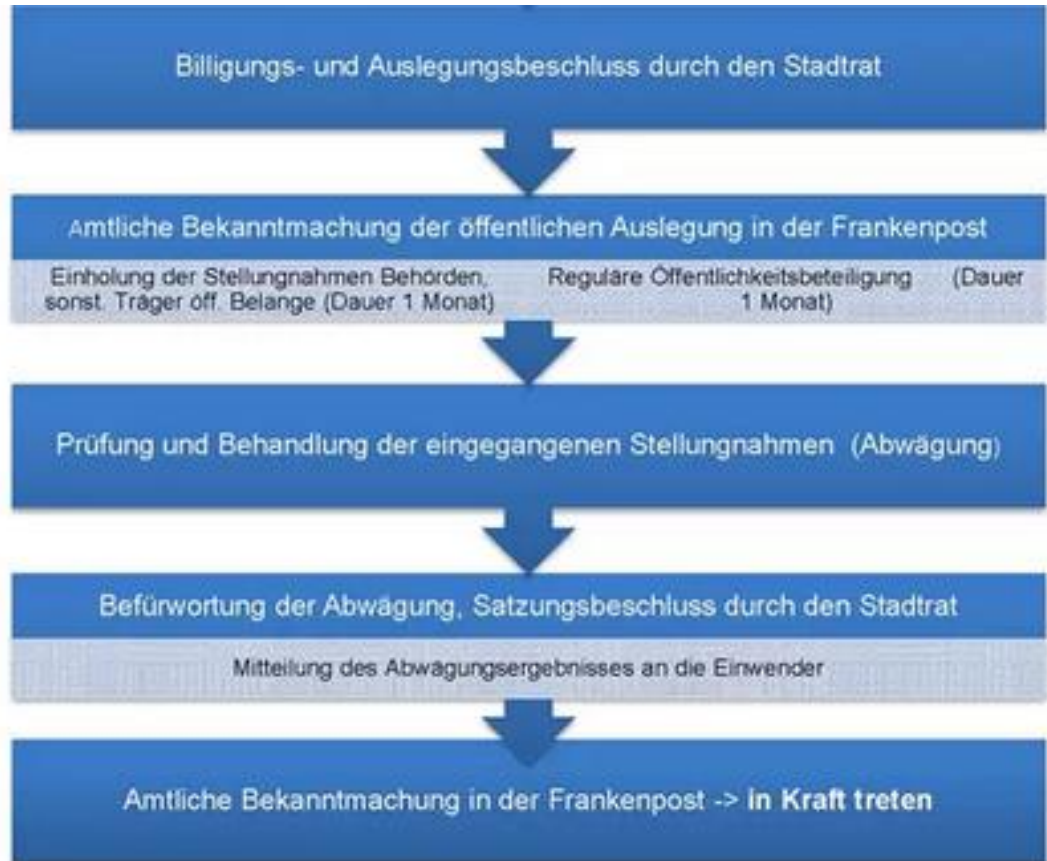 Billigungs- und Auslegungsbeschluss durch den Stadtrat
Amtliche Bekanntmachung der öffentlichen Auslegung in der Frankenpost
Einholung der Stellungnahmen Behörden,
sonst. Träger öff. Belange (Dauer 1 Monat)
Reguläre Öffentlichkeitsbeteiligung (Dauer
1 Monat)
Prüfung und Behandlung der eingegangenen Stellungnahmen (Abwägung)
Befürwortung der Abwägung, Satzungsbeschluss durch den Stadtrat
Mitteilung des Abwägungsergebnisses an die Einwender
Amtliche Bekanntmachung in der Frankenpost -> in Kraft treten